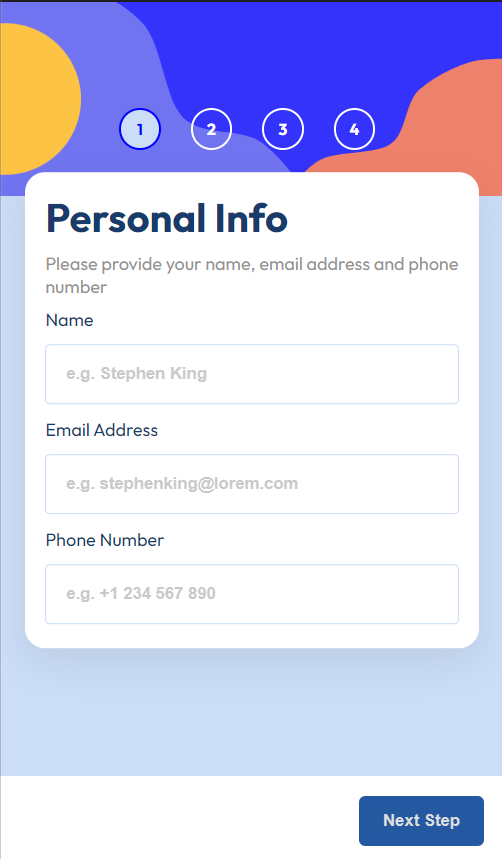 1 2 3 4
Personal Info
Please provide your name, email address and phone
number
Name
e.g. Stephen King
Email Address
e.g. stephenking@lorem.com
Phone Number
e.g. +1 234 567 890
Next Step